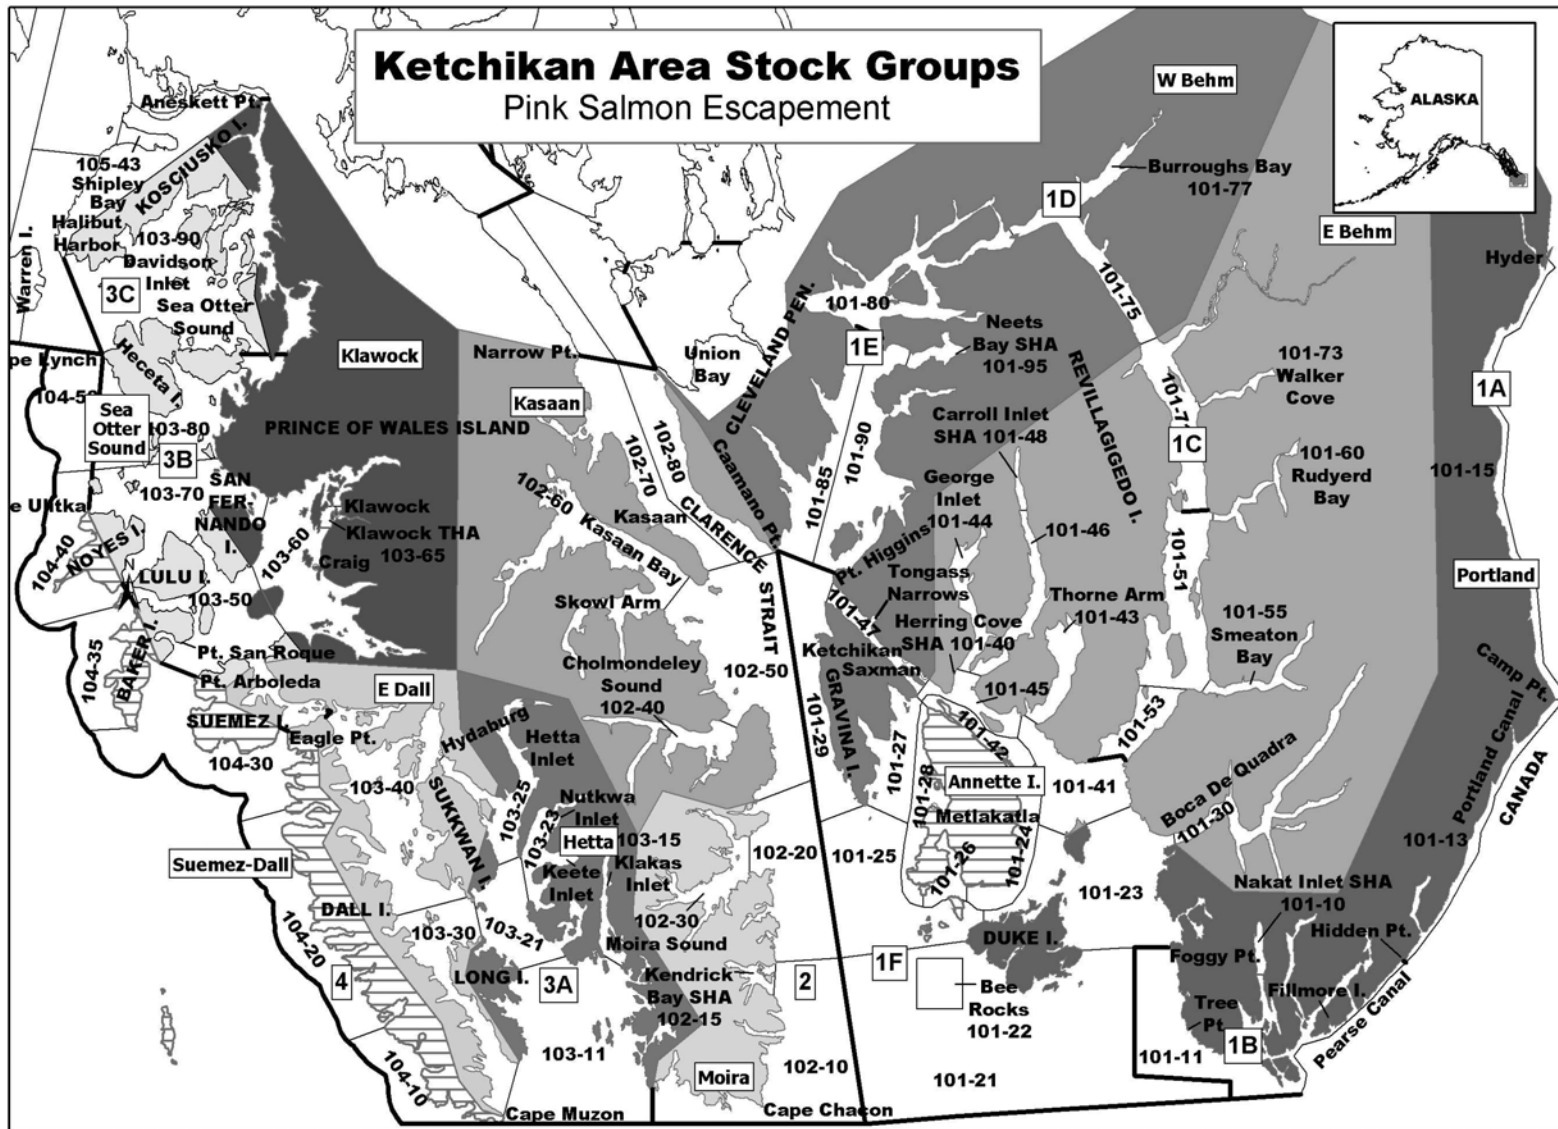 Ketchikan Area Stock Groups
Pink Salmon Escapement
ALASKA
W Behm
Burroughs Bay
101-77
1D
E Behm
Hyder
Aneskett Pt.
KOSCIUSKO I.
105-43
Shipley
Bay
Halibut
Harbor
103-90
Davidson
Inlet
3C
Sea Otter
Sound
Warren I.
Heceta I.
Klawock
Narrow Pt.
Union
Bay
CLEVELAND PEN.
101-80
1E
101-75
Neets
Bay SHA
101-95
REVILLAGIGEDO I.
101-73
Walker
Cove
1A
pe Lynch
Sea
Otter
Sound
103-80
3B
103-70
Kasaan
PRINCE OF WALES ISLAND
SAN
FER-
NANDO
I.
102-70
102-80
Caamano Pt.
101-85
101-90
Carroll Inlet
SHA 101-48
George
Inlet
101-44
101-46
1C
101-60
Rudyerd
Bay
101-15
104-40
NOYES I.
N
LULU I.
103-50
103-60
Klawock
Klawock THA
103-65
Craig
102-60
Kasaan Bay
Kasaan
CLARENCE
STRAIT
Skowl Arm
Pt. Higgins
Tongass
Narrows
101-47
Herring Cove
SHA 101-40
Thorne Arm
101-43
101-51
101-55
Smeaton
Bay
Portland
104-35
BAKER I.
Pt. San Roque
Pt. Arboleda
E Dall
Cholmondeley
Sound
102-40
102-50
Ketchikan
Saxman
101-45
101-53
Camp Pt.
SUEMEZ I.
Eagle Pt.
104-30
Hydaburg
Hetta
Inlet
101-29
GRAVINA I.
101-27
101-28
101-42
Annette I.
Metlakatla
101-41
Boca De Quadra
101-30
Portland Canal
CANADA
103-40
SUKKWAN I.
103-25
Nutkwa
Inlet
103-23
Hetta
103-15
Klakas
Inlet
Keete
Inlet
102-20
101-25
101-26
101-24
101-13
Suemez-Dall
DALL I.
104-20
103-30
103-21
102-30
Moira Sound
101-23
Nakat Inlet SHA
101-10
Hidden Pt.
4
LONG I.
3A
Kendrick
Bay SHA
102-15
2
1F
DUKE I.
Bee
Rocks
101-22
Foggy Pt.
Tree
Pt.
Fillmore I.
Pearse Canal
1B
101-11
104-10
103-11
Moira
102-10
101-21
Cape Muzon
Cape Chacon